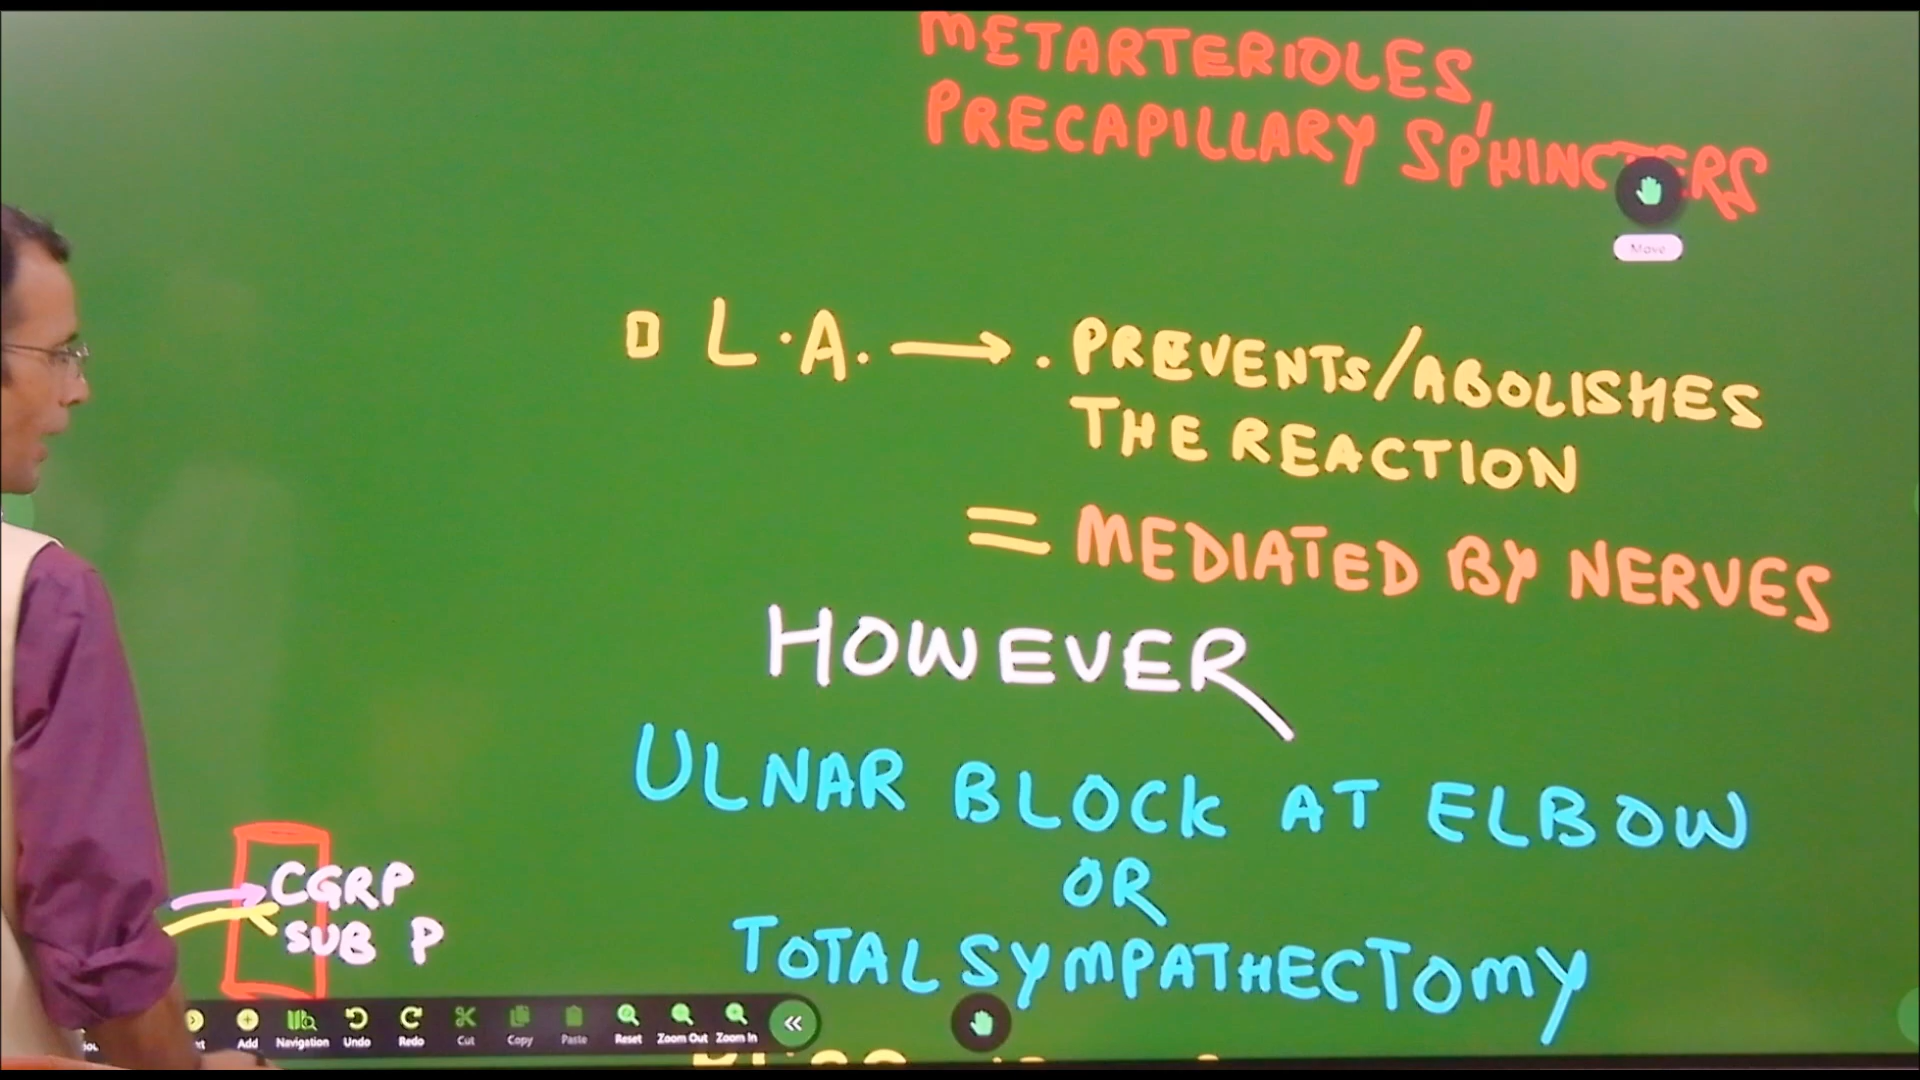 METARTERIOLES,
PRECAPILLARY SPHINCTERS
Move
L.A. → . PREVENTS/ABOLISHES
THE REACTION
= MEDIATED BY NERVES
HOWEVER
ULNAR BLOCK AT ELBOW
OR
TOTAL SYMPATHECTOMY
CGRP
SUB P
Add Navigation Undo Redo Cut Copy Paste Reset Zoom Out Zoom In